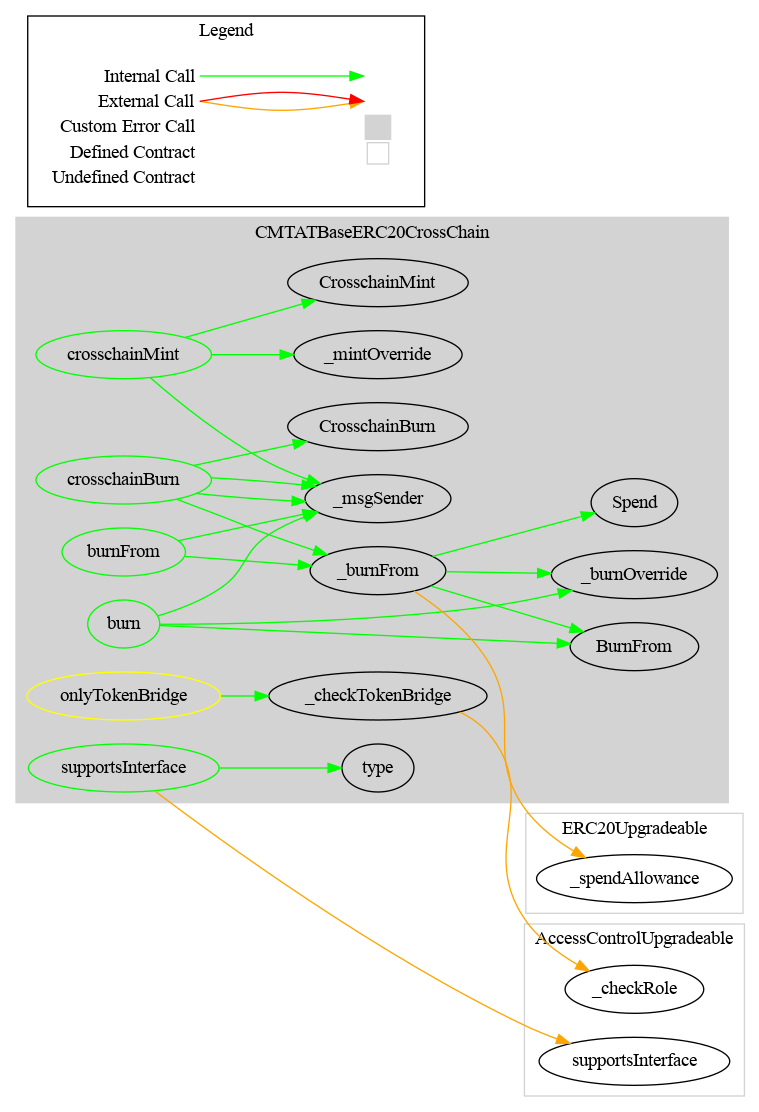 Legend
Internal Call
External Call
Custom Error Call
Defined Contract
Undefined Contract
CMTATBaseERC20CrossChain
CrosschainMint
crosschainMint
_mintOverride
CrosschainBurn
crosschainBurn
_msgSender
Spend
burnFrom
_burnFrom
_burnOverride
burn
BurnFrom
onlyTokenBridge
_checkTokenBridge
supportsInterface
type
ERC20Upgradeable
_spendAllowance
AccessControlUpgradeable
_checkRole
supportsInterface